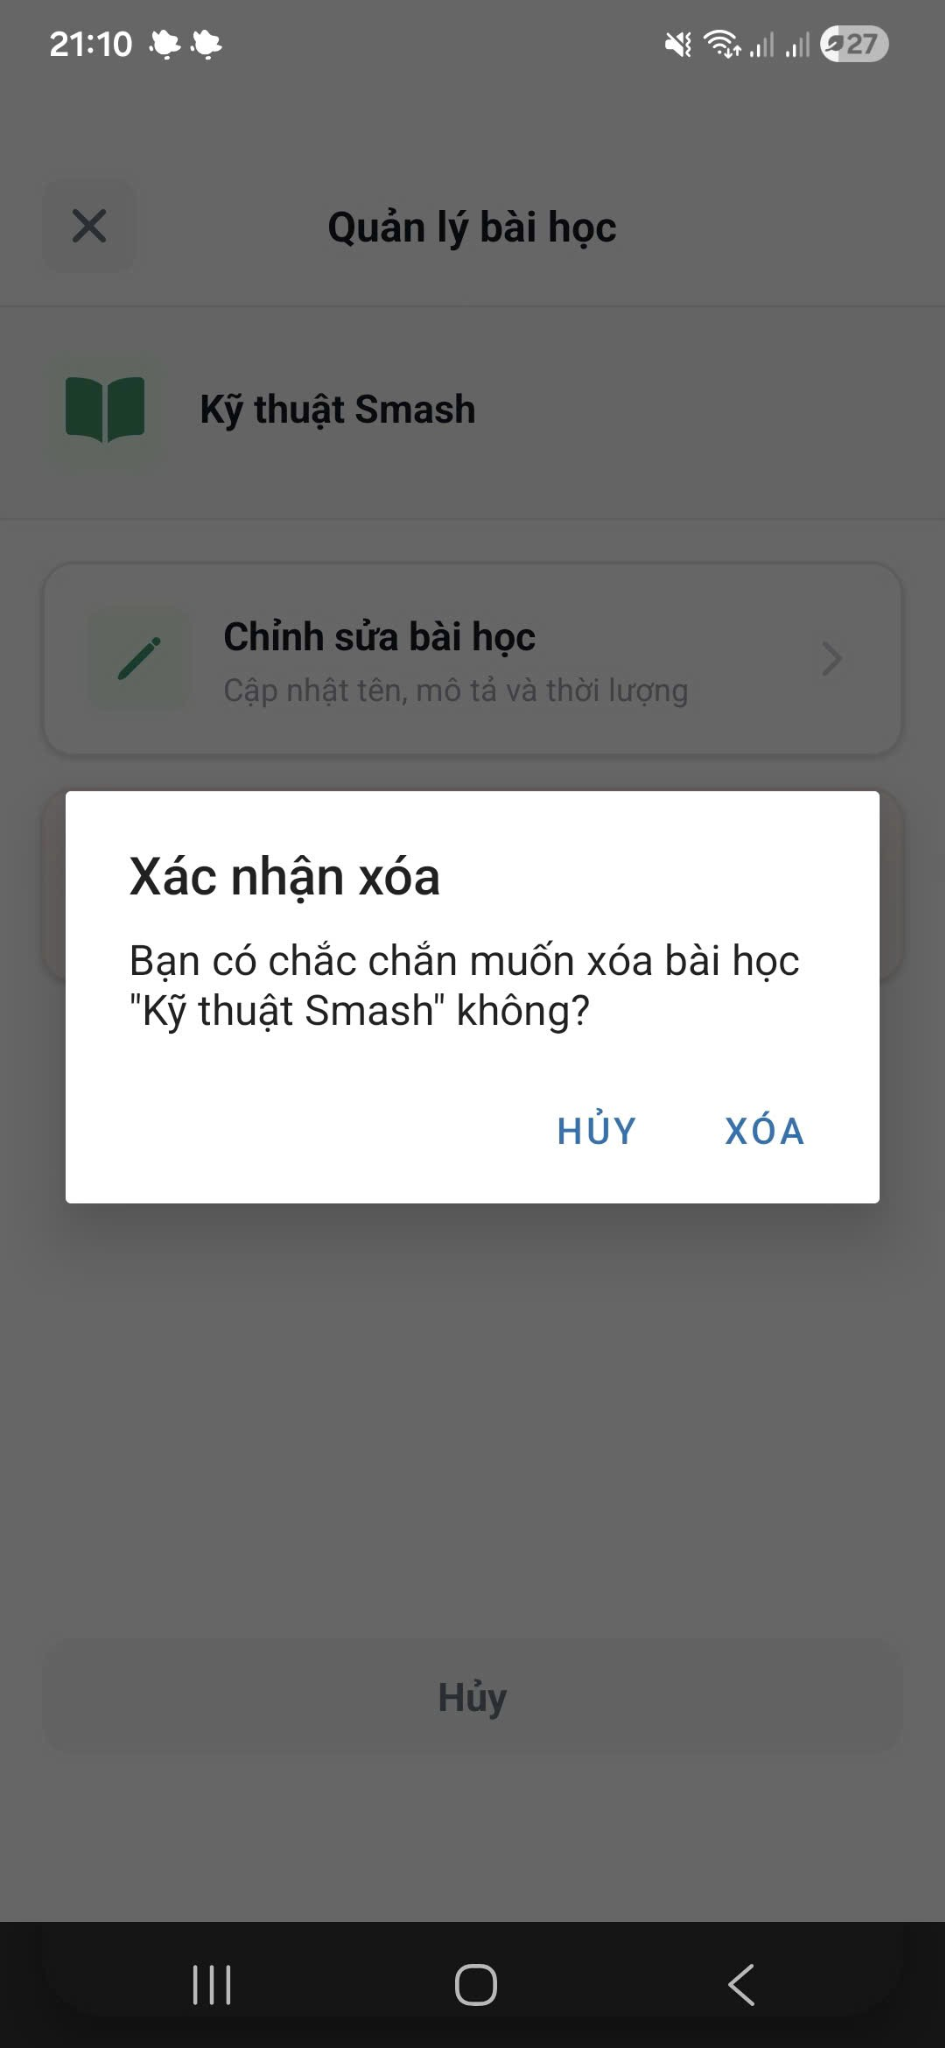 21:10
27
Quản lý bài học
Kỹ thuật Smash
Chỉnh sửa bài học
Cập nhật tên, mô tả và thời lượng
Xác nhận xóa
Bạn có chắc chắn muốn xóa bài học
"Kỹ thuật Smash" không?
HỦY XÓA
Hủy